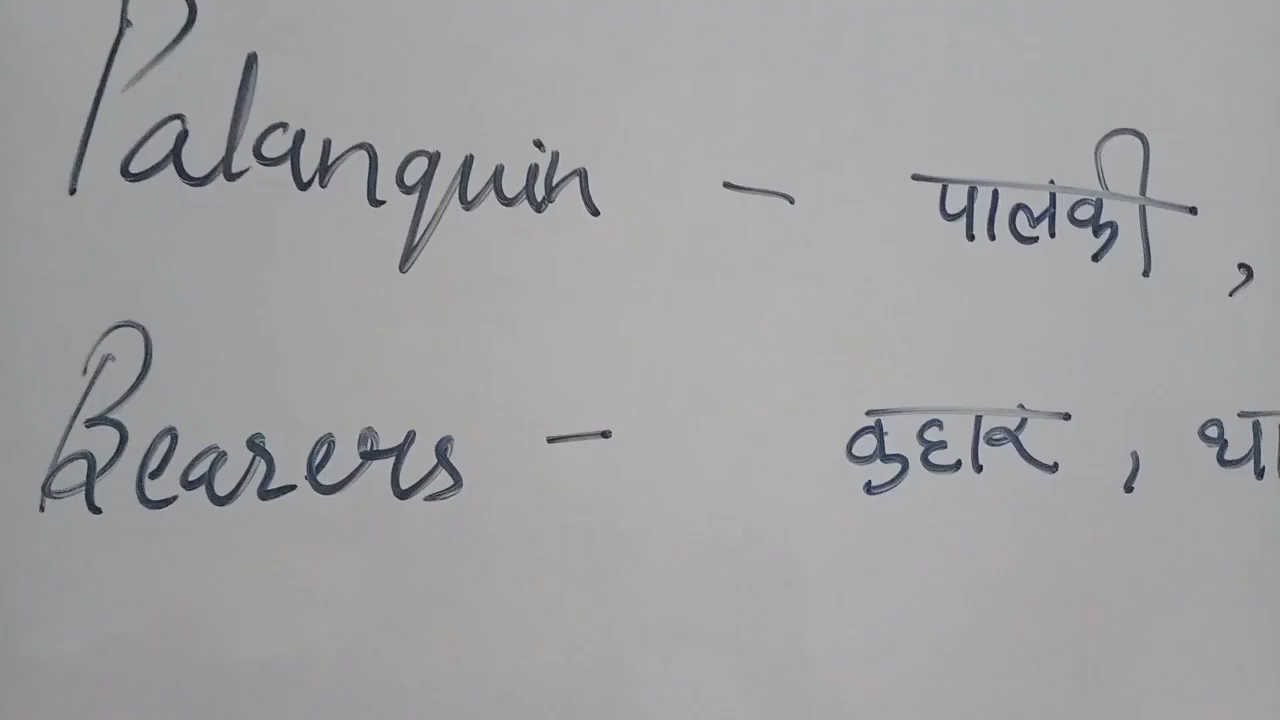 Palanquin - पालकी ,
Bearers - कहार , था